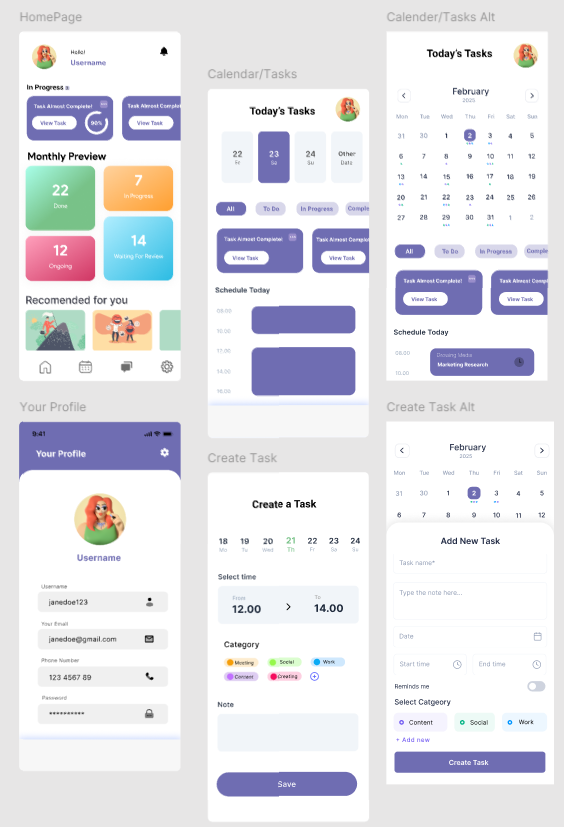 HomePage
Hello!
Username
In Progress
Task Almost Complete!
View Task
90%
Task Almost Complet
View Task
Monthly Preview
22
Done
7
In Progress
12
Ongoing
14
Waiting For Review
Recomended for you
Calendar/Tasks
Today's Tasks
22
Fr
23
Sa
24
Su
Other
Data
All
To Do
In Progress
Comple
Task Almost Complete!
View Task
Task Almost Complet
View Task
Schedule Today
09.00
10.00
11.00
14.00
16.00
Calender/Tasks Alt
Today's Tasks
February
2025
Mon Tue Wed Thu Fri Sat Sun
31 30 1 2 3 4 5
6 7 8 9 10 11 12
13 14 15 16 17 18 19
20 21 22 23 24 25 26
27 28 29 30 31 1 2
All
To Do
In Progress
Comple
Task Almost Complete!
View Task
Task Almost Complet
View Task
Schedule Today
09.00
Marketing Research
10.00
Your Profile
9:41
Your Profile
Username
Username
janedoe123
Your Email
janedoe@gmail.com
Phone Number
123 4567 89
Password
**********
Create Task
Create a Task
18 19 20 21 22 23 24
Mo Tu Wed Th Fr Sa Su
Select time
From
12.00
To
14.00
Category
Meeting
Social
Work
Contact
Creating
Note
Save
Create Task Alt
February
2025
Mon Tue Wed Thu Fri Sat Sun
31 30 1 2 3 4 5
6 7 8 9 10 11 12
Add New Task
Task name*
Type the note here...
Date
Start time
End time
Reminds me
Select Catgeory
Content
Social
Work
+ Add new
Create Task